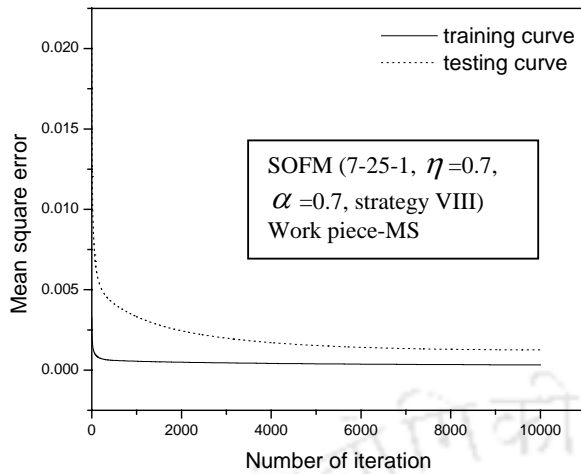 0.020
0.015
0.010
0.005
0.000
0
2000
4000
6000
8000
10000
Mean square error
Number of iteration
training curve
testing curve
SOFM (7-25-1, η =0.7,
α =0.7, strategy VIII)
Work piece-MS